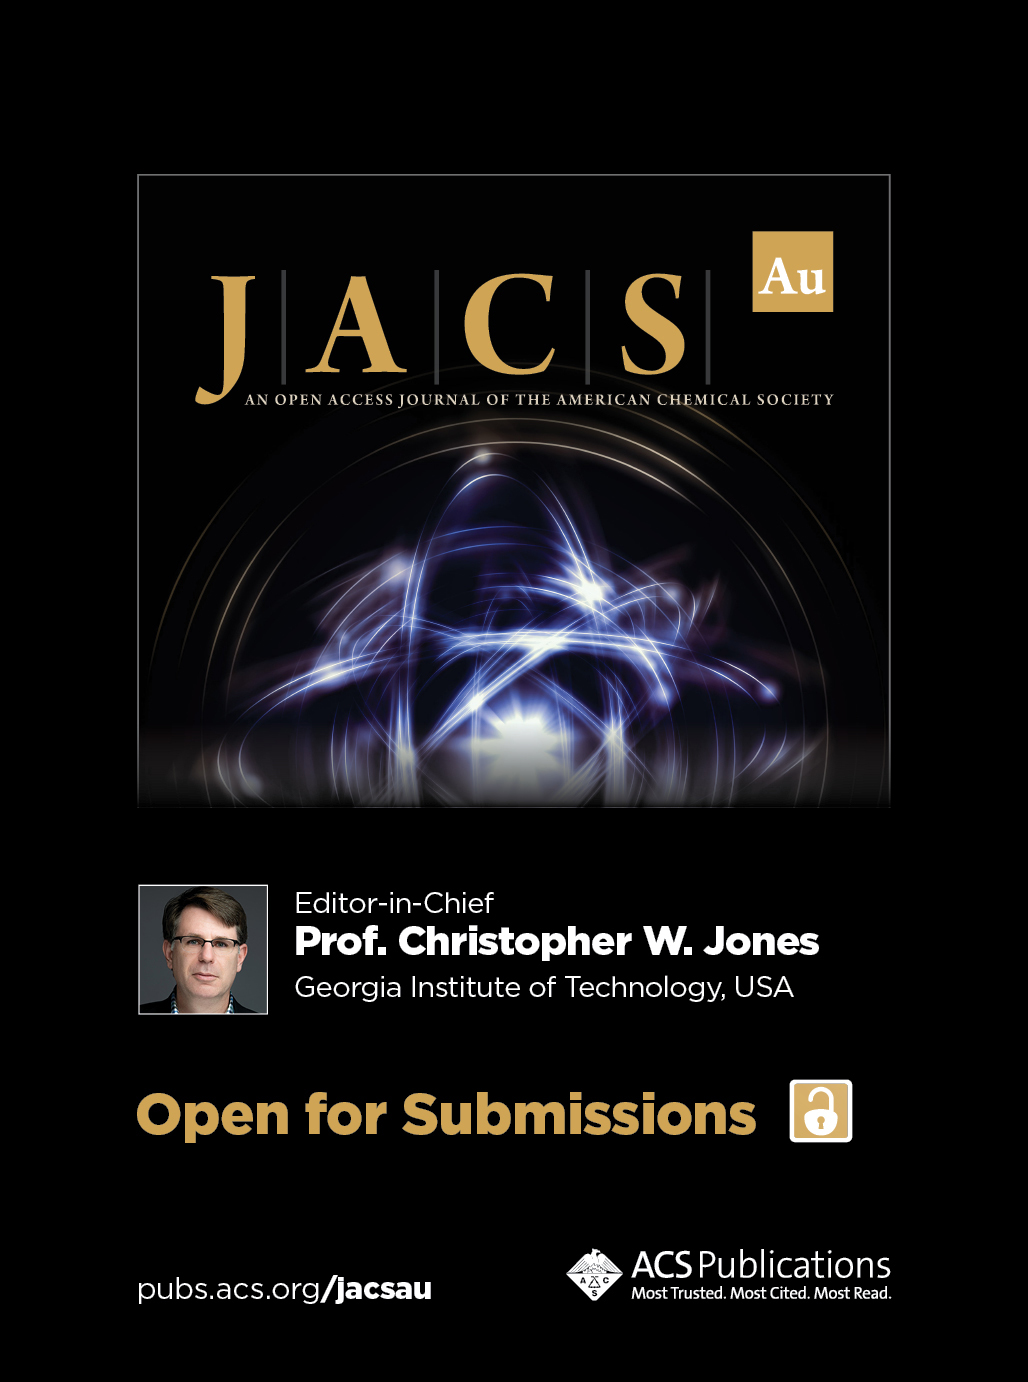 J|A|C|S|
Au
AN OPEN ACCESS JOURNAL OF THE AMERICAN CHEMICAL SOCIETY
Editor-in-Chief
Prof. Christopher W. Jones
Georgia Institute of Technology, USA
Open for Submissions
pubs.acs.org/jacsau
A C S
ACS Publications
Most Trusted. Most Cited. Most Read.